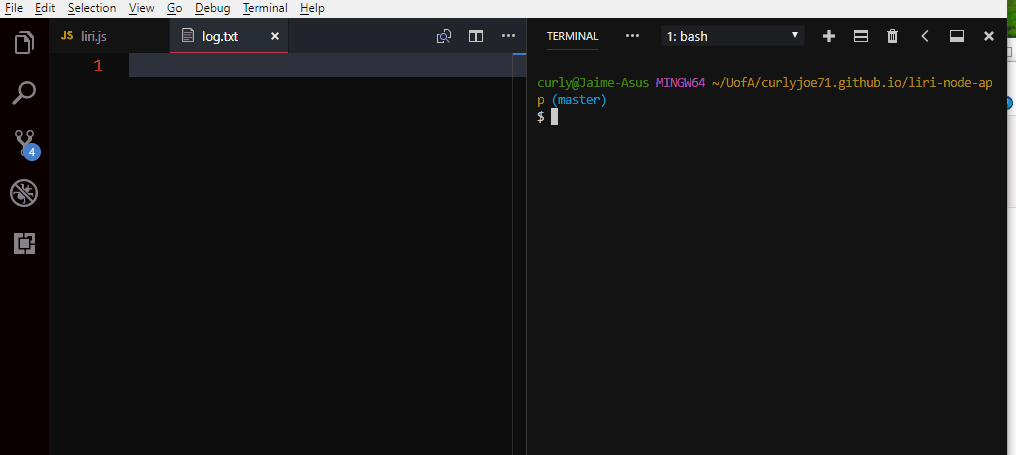 File Edit Selection View Go Debug Terminal Help
JS liri.js log.txt × ··· TERMINAL ··· 1: bash
1
4
curly@Jaime-Asus MINGW64 ~/UofA/curlyjoe71.github.io/liri-node-ap
p (master)
$